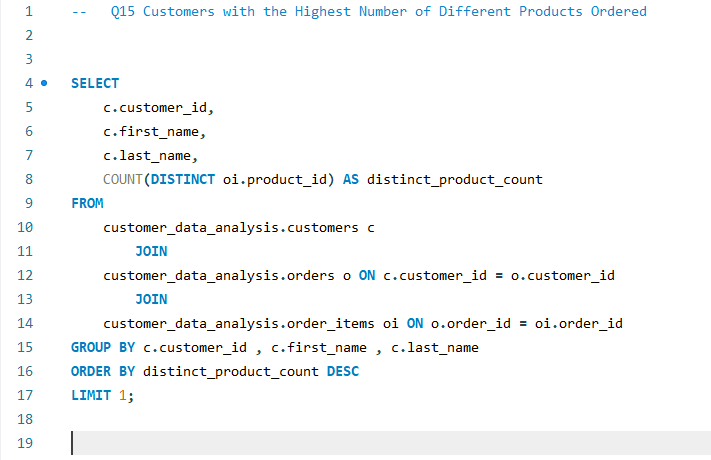 1 -- Q15 Customers with the Highest Number of Different Products Ordered
2
3
4 SELECT
5 c.customer_id,
6 c.first_name,
7 c.last_name,
8 COUNT(DISTINCT oi.product_id) AS distinct_product_count
9 FROM
10 customer_data_analysis.customers c
11 JOIN
12 customer_data_analysis.orders o ON c.customer_id = o.customer_id
13 JOIN
14 customer_data_analysis.order_items oi ON o.order_id = oi.order_id
15 GROUP BY c.customer_id , c.first_name , c.last_name
16 ORDER BY distinct_product_count DESC
17 LIMIT 1;
18
19